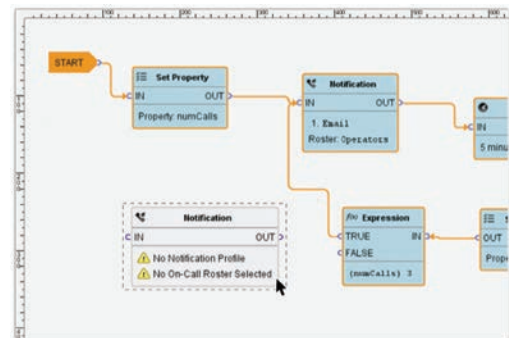 START
Set Property
IN OUT
Property: numCalls
Notification
IN OUT
1. Email
Roster: Operators
IN
5 minu
Notification
IN OUT
No Notification Profile
No On-Call Roster Selected
f(x) Expression
TRUE IN
FALSE
(numCalls) 3
S
OUT
Prope